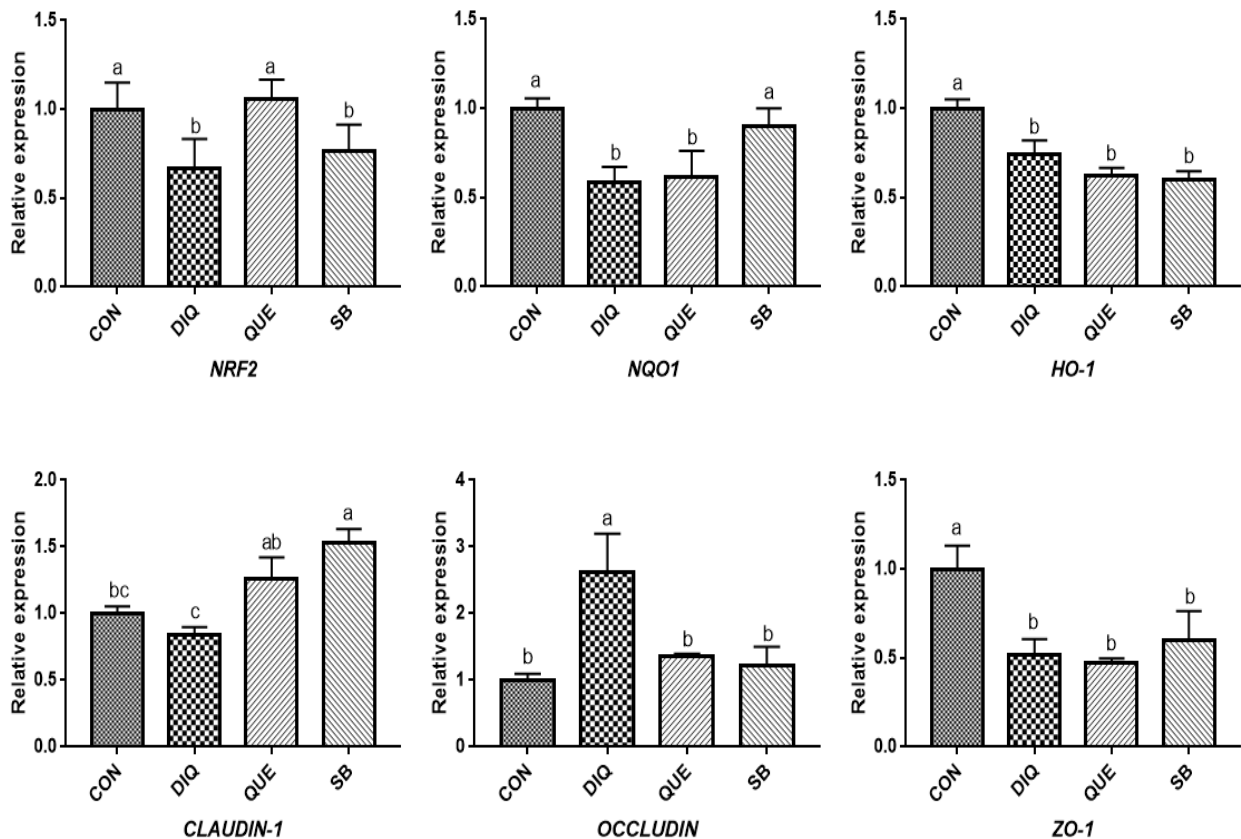 Relative expression
1.5
1.0
0.5
0.0
a
b
a
b
CON
DIQ
QUE
SB
NRF2
Relative expression
1.5
1.0
0.5
0.0
a
b
b
a
CON
DIQ
QUE
SB
NQO1
Relative expression
1.5
1.0
0.5
0.0
a
b
b
b
CON
DIQ
QUE
SB
HO-1
Relative expression
2.0
1.5
1.0
0.5
0.0
bc
c
ab
a
CON
DIQ
QUE
SB
CLAUDIN-1
Relative expression
4
3
2
1
0
b
a
b
b
CON
DIQ
QUE
SB
OCCLUDIN
Relative expression
1.5
1.0
0.5
0.0
a
b
b
b
CON
DIQ
QUE
SB
ZO-1